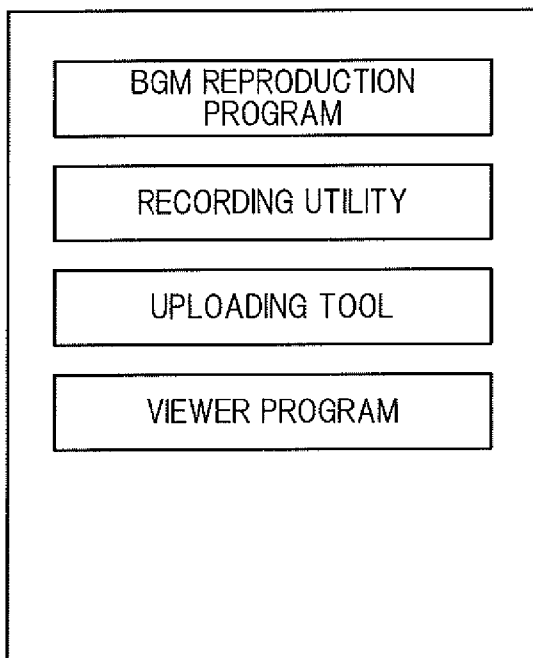 BGM REPRODUCTION
PROGRAM
RECORDING UTILITY
UPLOADING TOOL
VIEWER PROGRAM